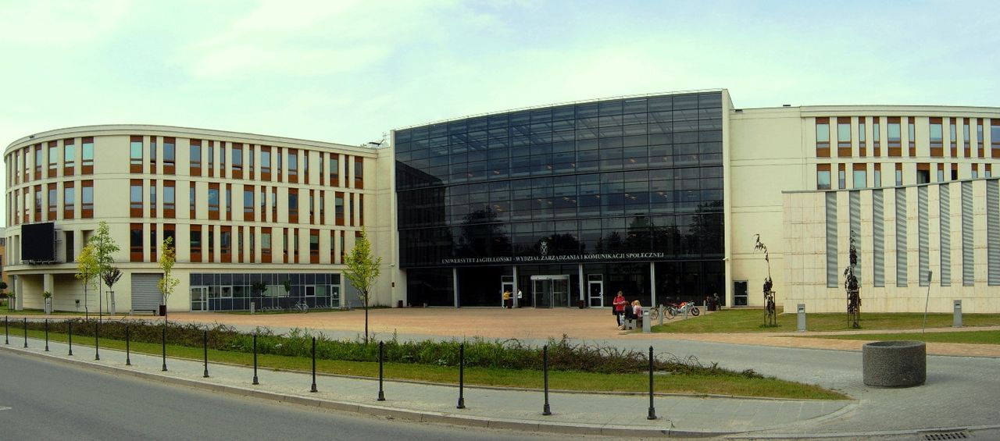 UNIWERSYTET JAGIELLOŃSKI - WYDZIAŁ ZARZĄDZANIA I KOMUNIKACJI SPOŁECZNEJ